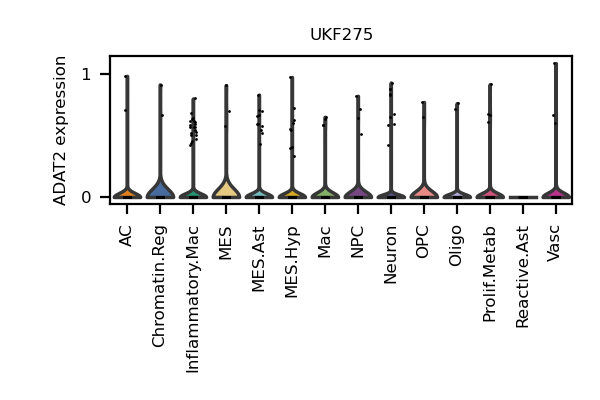 UKF275
ADAT2 expression
1
0
AC
Chromatin.Reg
Inflammatory.Mac
MES
MES.Ast
MES.Hyp
Mac
NPC
Neuron
OPC
Oligo
Prolif.Metab
Reactive.Ast
Vasc